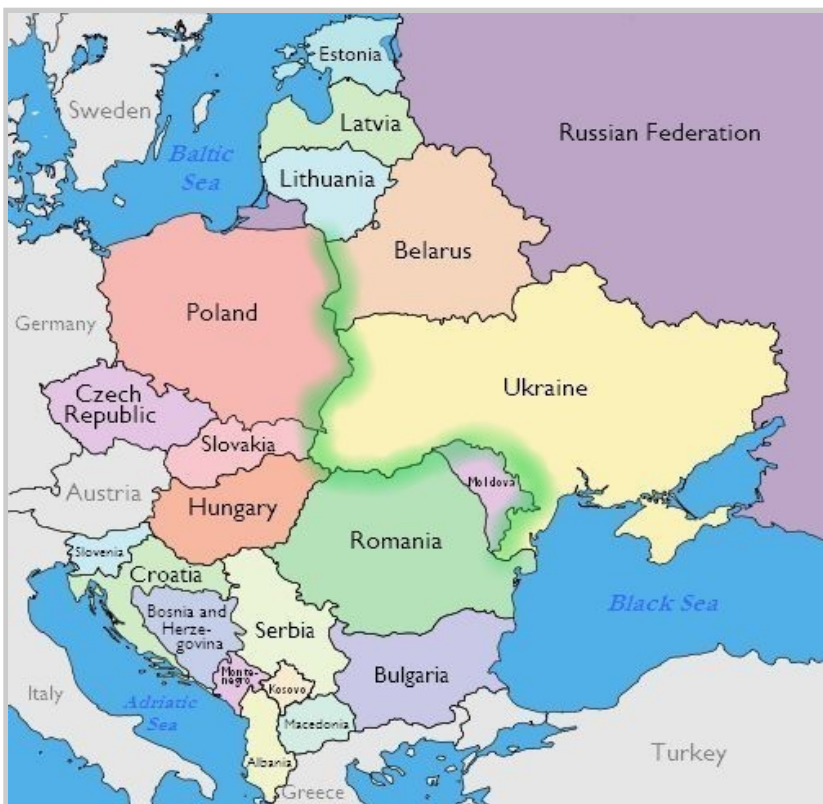 Estonia
Sweden
Latvia
Russian Federation
Baltic
Sea
Lithuania
Belarus
Poland
Germany
Ukraine
Czech
Republic
Slovakia
Moldova
Austria
Hungary
Romania
Slovenia
Croatia
Bosnia and
Herze-
govina
Serbia
Black Sea
Monte-
negro
Kosovo
Bulgaria
Italy
Adriatic
Sea
Macedonia
Albania
Turkey
Greece